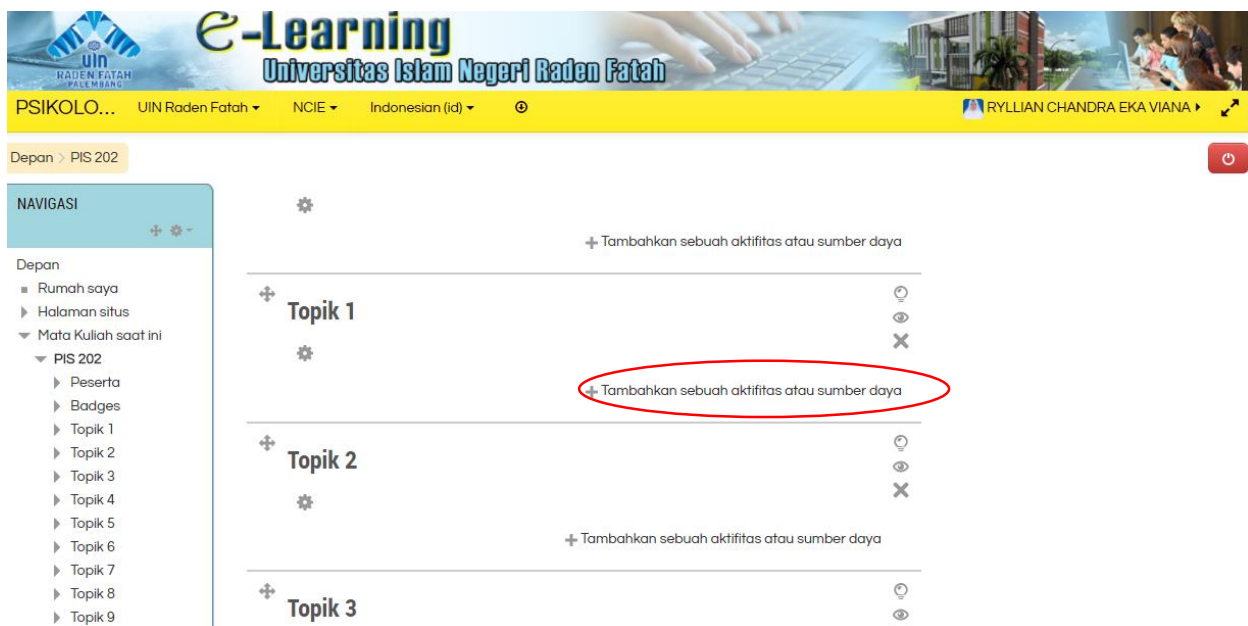 e-Learning
Universitas Islam Negeri Raden Fatah
uin
RADEN FATAH
PALEMBANG
PSIKOLO... UIN Raden Fatah NCIE Indonesian (id) RYLLIAN CHANDRA EKA VIANA
Depan > PIS 202
NAVIGASI
Depan
Rumah saya
Halaman situs
Mata Kuliah saat ini
PIS 202
Peserta
Badges
Topik 1
Topik 2
Topik 3
Topik 4
Topik 5
Topik 6
Topik 7
Topik 8
Topik 9
Tambahkan sebuah aktifitas atau sumber daya
Topik 1
Tambahkan sebuah aktifitas atau sumber daya
Topik 2
Tambahkan sebuah aktifitas atau sumber daya
Topik 3